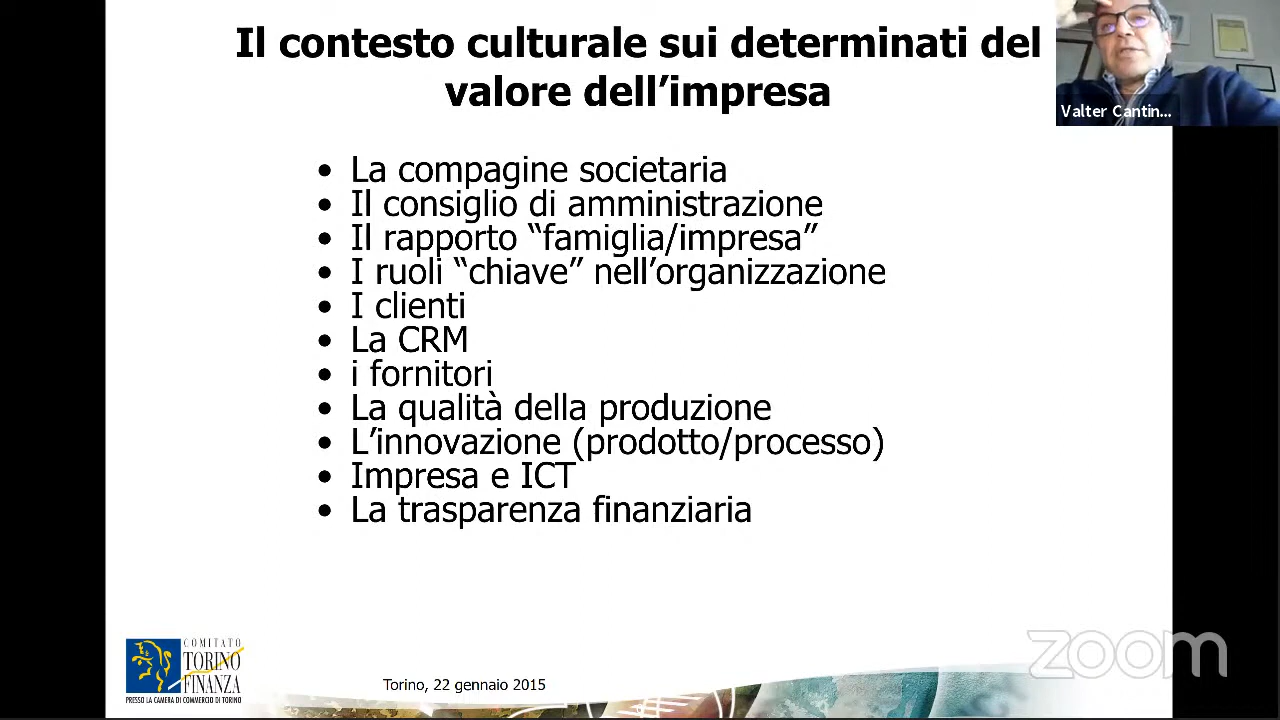 Il contesto culturale sui determinati del
valore dell’impresa
Valter Cantin...
• La compagine societaria
• Il consiglio di amministrazione
• Il rapporto “famiglia/impresa”
• I ruoli “chiave” nell’organizzazione
• I clienti
• La CRM
• i fornitori
• La qualità della produzione
• L’innovazione (prodotto/processo)
• Impresa e ICT
• La trasparenza finanziaria
COMITATO
TORINO
FINANZA
PRESSO LA CAMERA DI COMMERCIO DI TORINO
Torino, 22 gennaio 2015
zoom